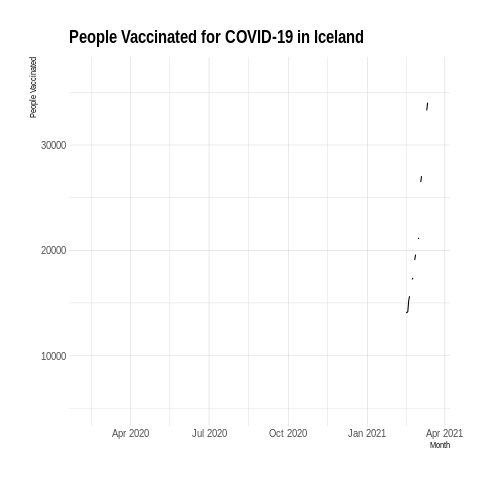 People Vaccinated for COVID-19 in Iceland
People Vaccinated
30000
20000
10000
Apr 2020
Jul 2020
Oct 2020
Jan 2021
Apr 2021
Month